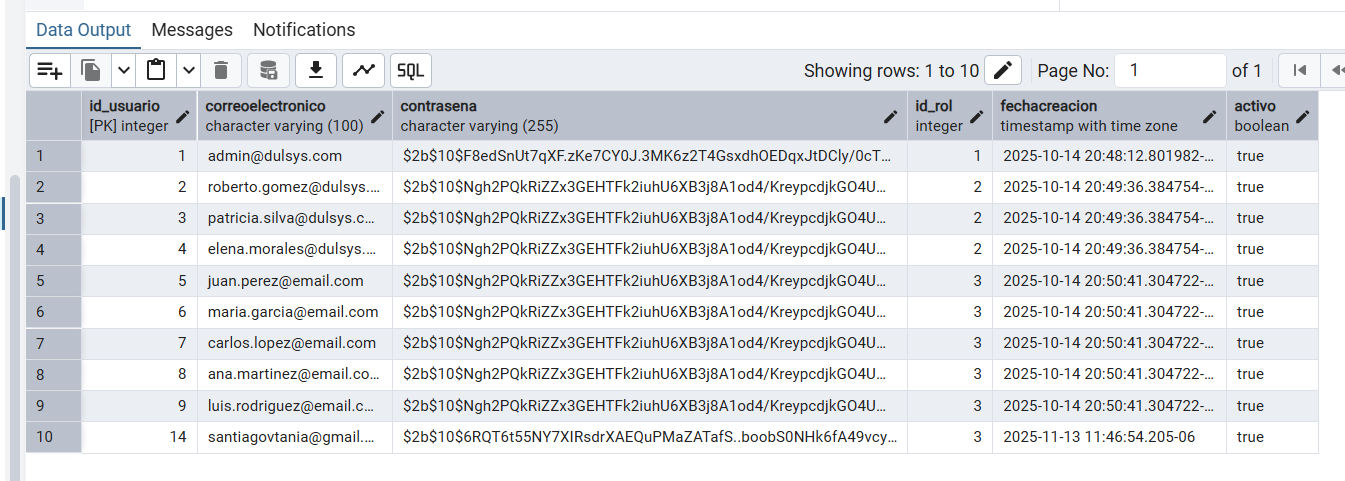 Data Output Messages Notifications
SQL Showing rows: 1 to 10 Page No: 1 of 1
id_usuario correoelectronico contrasena id_rol fechacreacion activo
[PK] integer character varying (100) character varying (255) integer timestamp with time zone boolean
1 1 admin@dulsys.com $2b$10$F8edSnUt7qXF.zKe7CY0J.3MK6z2T4GsxdhOEDqxJtDCly/0cT... 1 2025-10-14 20:48:12.801982-... true
2 2 roberto.gomez@dulsys.... $2b$10$Ngh2PQkRiZZx3GEHTFk2iuhU6XB3j8A1od4/KreypcdjkGO4U... 2 2025-10-14 20:49:36.384754-... true
3 3 patricia.silva@dulsys.c... $2b$10$Ngh2PQkRiZZx3GEHTFk2iuhU6XB3j8A1od4/KreypcdjkGO4U... 2 2025-10-14 20:49:36.384754-... true
4 4 elena.morales@dulsys.... $2b$10$Ngh2PQkRiZZx3GEHTFk2iuhU6XB3j8A1od4/KreypcdjkGO4U... 2 2025-10-14 20:49:36.384754-... true
5 5 juan.perez@email.com $2b$10$Ngh2PQkRiZZx3GEHTFk2iuhU6XB3j8A1od4/KreypcdjkGO4U... 3 2025-10-14 20:50:41.304722-... true
6 6 maria.garcia@email.com $2b$10$Ngh2PQkRiZZx3GEHTFk2iuhU6XB3j8A1od4/KreypcdjkGO4U... 3 2025-10-14 20:50:41.304722-... true
7 7 carlos.lopez@email.com $2b$10$Ngh2PQkRiZZx3GEHTFk2iuhU6XB3j8A1od4/KreypcdjkGO4U... 3 2025-10-14 20:50:41.304722-... true
8 8 ana.martinez@email.co... $2b$10$Ngh2PQkRiZZx3GEHTFk2iuhU6XB3j8A1od4/KreypcdjkGO4U... 3 2025-10-14 20:50:41.304722-... true
9 9 luis.rodriguez@email.c... $2b$10$Ngh2PQkRiZZx3GEHTFk2iuhU6XB3j8A1od4/KreypcdjkGO4U... 3 2025-10-14 20:50:41.304722-... true
10 14 santiagovtania@gmail.... $2b$10$6RQT6t55NY7XIRsdrXAEQuPMaZATafS..boobS0NHk6fA49vcy... 3 2025-11-13 11:46:54.205-06 true